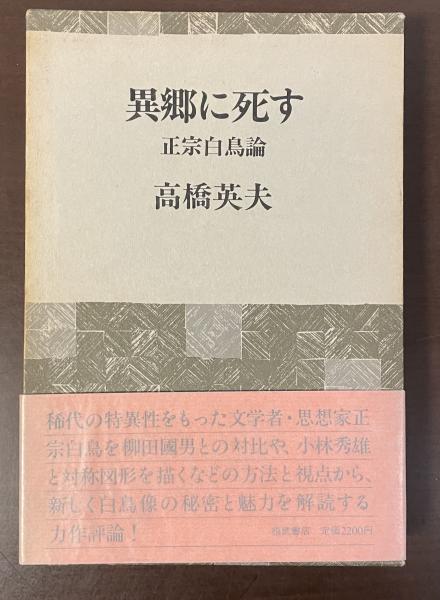 異郷に死す
正宗白鳥論
高橋英夫
稀代の特異性をもった文学者・思想家正
宗白鳥を柳田國男との対比や、小林秀雄
と対称図形を描くなどの方法と視点から、
新しく白鳥像の秘密と魅力を解読する
力作評論!
福武書店 定価2200円